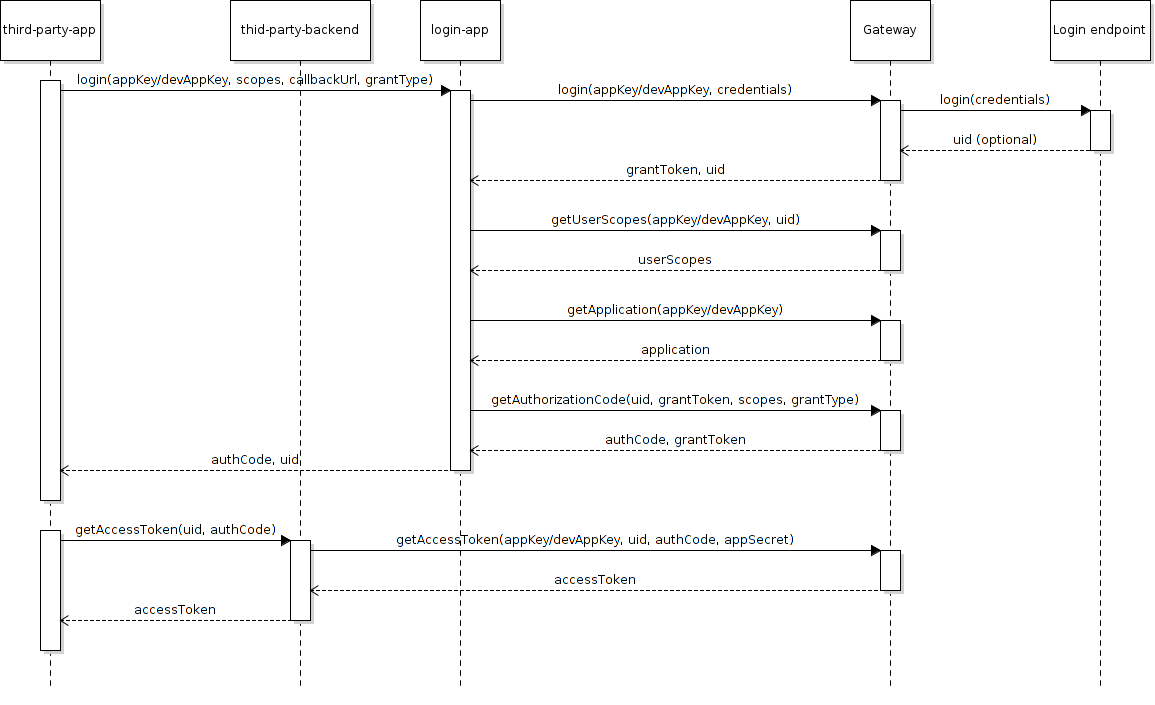 third-party-app
thid-party-backend
login-app
Gateway
Login endpoint
login(appKey/devAppKey, scopes, callbackUrl, grantType)
login(appKey/devAppKey, credentials)
login(credentials)
uid (optional)
grantToken, uid
getUserScopes(appKey/devAppKey, uid)
userScopes
getApplication(appKey/devAppKey)
application
getAuthorizationCode(uid, grantToken, scopes, grantType)
authCode, grantToken
authCode, uid
getAccessToken(uid, authCode)
getAccessToken(appKey/devAppKey, uid, authCode, appSecret)
accessToken
accessToken